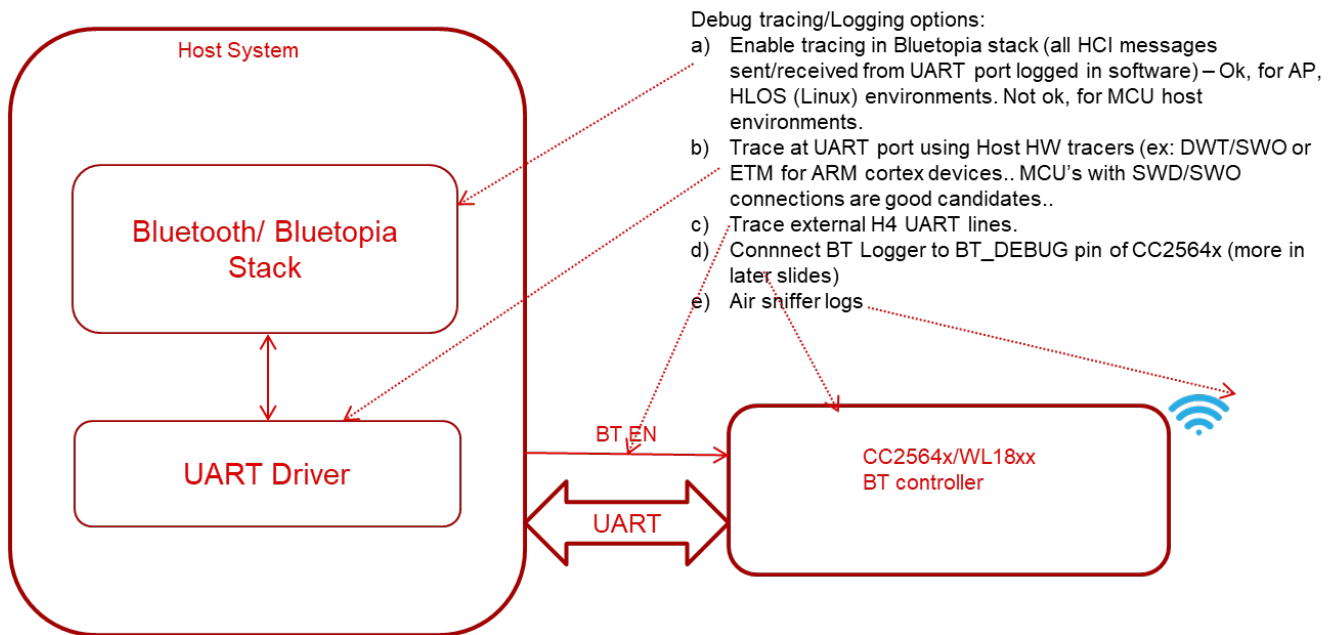 Host System
Debug tracing/Logging options:
a) Enable tracing in Bluetopia stack (all HCI messages
sent/received from UART port logged in software) – Ok, for AP,
HLOS (Linux) environments. Not ok, for MCU host
environments.
b) Trace at UART port using Host HW tracers (ex: DWT/SWO or
ETM for ARM cortex devices.. MCU's with SWD/SWO
connections are good candidates..
c) Trace external H4 UART lines.
d) Connnect BT Logger to BT_DEBUG pin of CC2564x (more in
later slides)
e) Air sniffer logs
Bluetooth/ Bluetopia
Stack
UART Driver
BT EN
UART
CC2564x/WL18xx
BT controller